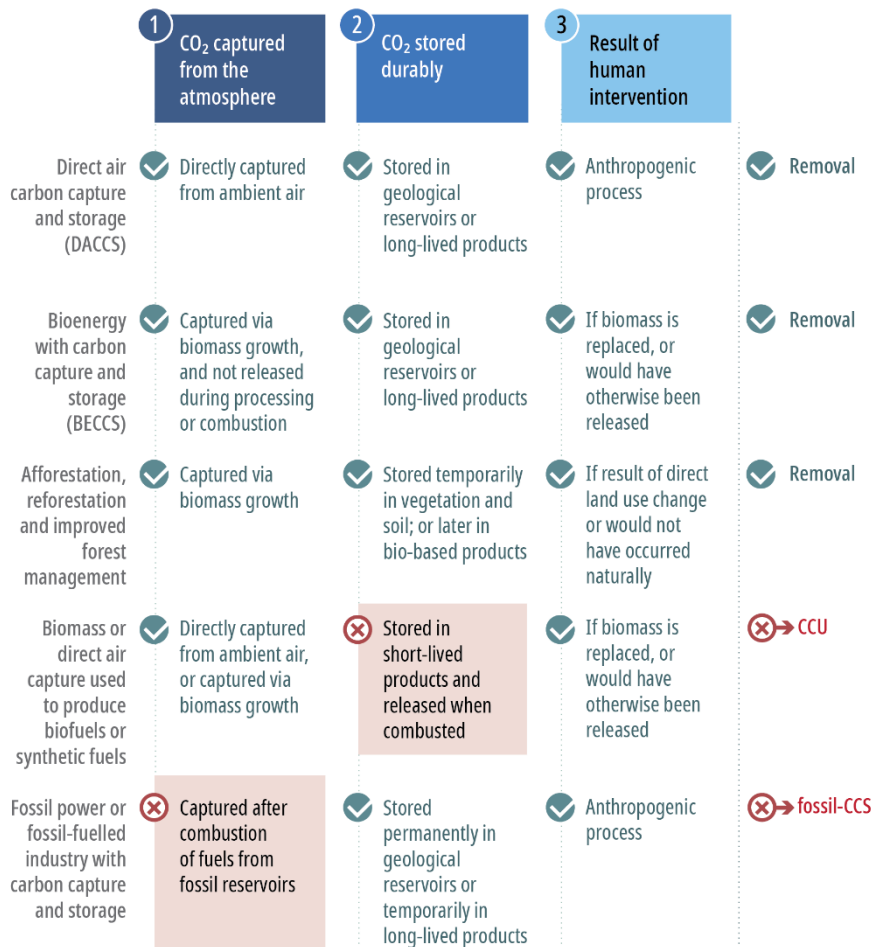 1
CO₂ captured
from the
atmosphere
2
CO₂ stored
durably
3
Result of
human
intervention
Direct air
carbon capture
and storage
(DACCS)
Directly captured
from ambient air
Stored in
geological
reservoirs or
long-lived products
Anthropogenic
process
Removal
Bioenergy
with carbon
capture and
storage
(BECCS)
Captured via
biomass growth,
and not released
during processing
or combustion
Stored in
geological
reservoirs or
long-lived products
If biomass is
replaced, or
would have
otherwise been
released
Removal
Afforestation,
reforestation
and improved
forest
management
Captured via
biomass growth
Stored temporarily
in vegetation and
soil; or later in
bio-based products
If result of direct
land use change
or would not
have occurred
naturally
Removal
Biomass or
direct air
capture used
to produce
biofuels or
synthetic fuels
Directly captured
from ambient air,
or captured via
biomass growth
Stored in
short-lived
products and
released when
combusted
If biomass is
replaced, or
would have
otherwise been
released
CCU
Fossil power or
fossil-fuelled
industry with
carbon capture
and storage
Captured after
combustion
of fuels from
fossil reservoirs
Stored
permanently in
geological
reservoirs or
temporarily in
long-lived products
Anthropogenic
process
fossil-CCS